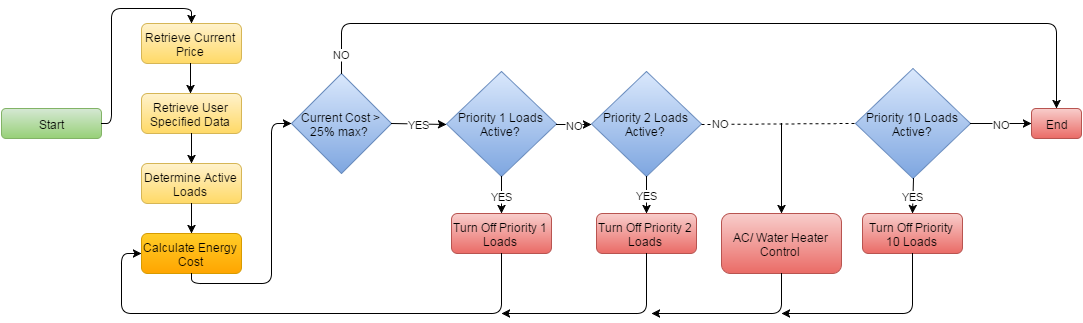 Start
Retrieve Current
Price
Retrieve User
Specified Data
Determine Active
Loads
Calculate Energy
Cost
NO
Current Cost >
25% max?
YES
Priority 1 Loads
Active?
NO
YES
Turn Off Priority 1
Loads
Priority 2 Loads
Active?
NO
YES
Turn Off Priority 2
Loads
AC/ Water Heater
Control
Priority 10 Loads
Active?
NO
YES
Turn Off Priority
10 Loads
End